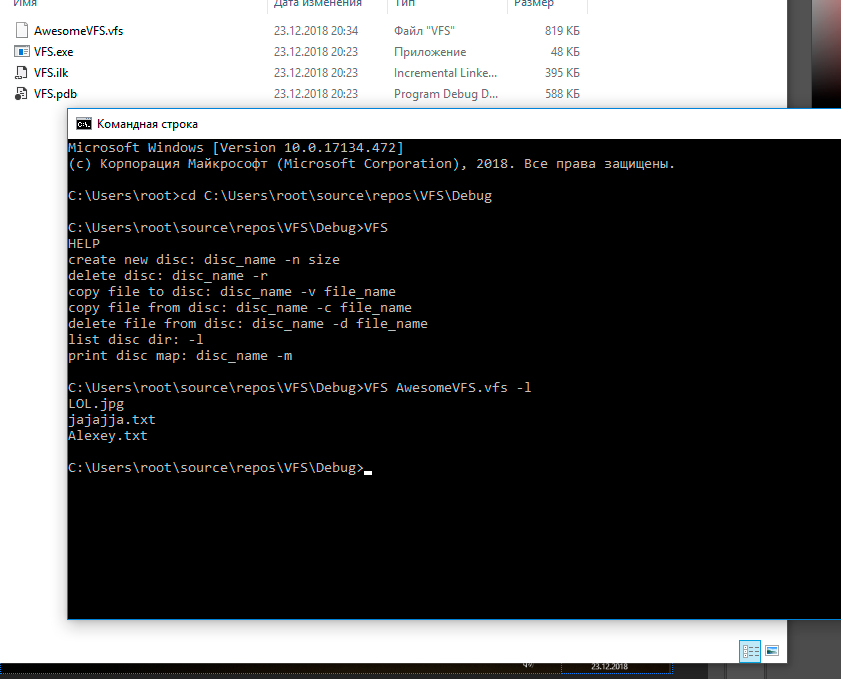 Имя Дата изменения Тип Размер
AwesomeVFS.vfs 23.12.2018 20:34 Файл "VFS" 819 КБ
VFS.exe 23.12.2018 20:23 Приложение 48 КБ
VFS.ilk 23.12.2018 20:23 Incremental Linke... 395 КБ
VFS.pdb 23.12.2018 20:23 Program Debug D... 588 КБ
Командная строка
Microsoft Windows [Version 10.0.17134.472]
(c) Корпорация Майкрософт (Microsoft Corporation), 2018. Все права защищены.
C:\Users\root>cd C:\Users\root\source\repos\VFS\Debug
C:\Users\root\source\repos\VFS\Debug>VFS
HELP
create new disc: disc_name -n size
delete disc: disc_name -r
copy file to disc: disc_name -v file_name
copy file from disc: disc_name -c file_name
delete file from disc: disc_name -d file_name
list disc dir: -l
print disc map: disc_name -m
C:\Users\root\source\repos\VFS\Debug>VFS AwesomeVFS.vfs -l
LOL.jpg
jajajja.txt
Alexey.txt
C:\Users\root\source\repos\VFS\Debug>
23.12.2018